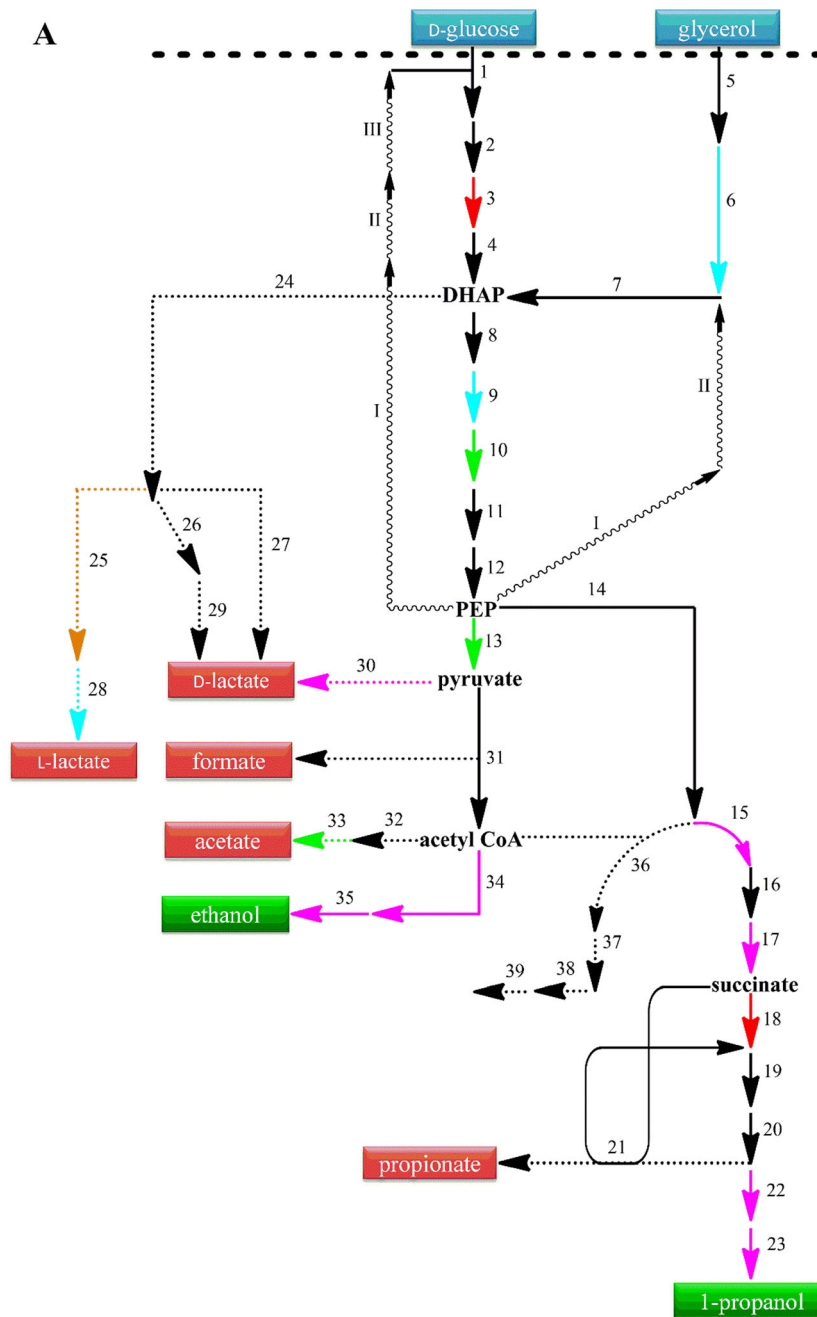 A
D-glucose
glycerol
1
5
III
2
3
6
II
4
24
DHAP
7
8
9
II
I
10
11
26
I
27
25
12
29
PEP
14
13
30
D-lactate
pyruvate
28
L-lactate
formate
31
15
33
32
acetate
acetyl CoA
36
16
34
35
ethanol
17
37
39
38
succinate
18
19
20
21
propionate
22
23
1-propanol